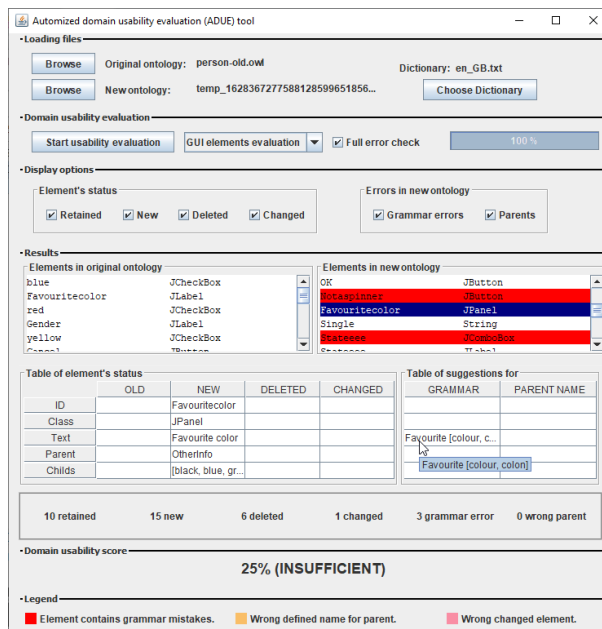 Automized domain usability evaluation (ADUE) tool
Loading files
Browse Original ontology: person-old.owl
Dictionary: en_GB.txt
Browse New ontology: temp_1628367277588128599651856...
Choose Dictionary
Domain usability evaluation
Start usability evaluation GUI elements evaluation Full error check 100 %
Display options
Element's status Errors in new ontology
Retained New Deleted Changed Grammar errors Parents
Results
Elements in original ontology Elements in new ontology
blue JCheckBox OK JButton
Favouritecolor JLabel Notaspinner JButton
red JCheckBox Favouritecolor JPanel
Gender JLabel Single String
yellow JCheckBox Stateeee JComboBox
Cancel JButton Stateeee JLabel
Table of element's status Table of suggestions for
OLD NEW DELETED CHANGED GRAMMAR PARENT NAME
ID Favouritecolor
Class JPanel
Text Favourite color Favourite [colour, c...
Parent OtherInfo
Favourite [colour, colon]
Childs [black, blue, gr...
10 retained 15 new 6 deleted 1 changed 3 grammar error 0 wrong parent
Domain usability score
25% (INSUFFICIENT)
Legend
Element contains grammar mistakes. Wrong defined name for parent. Wrong changed element.